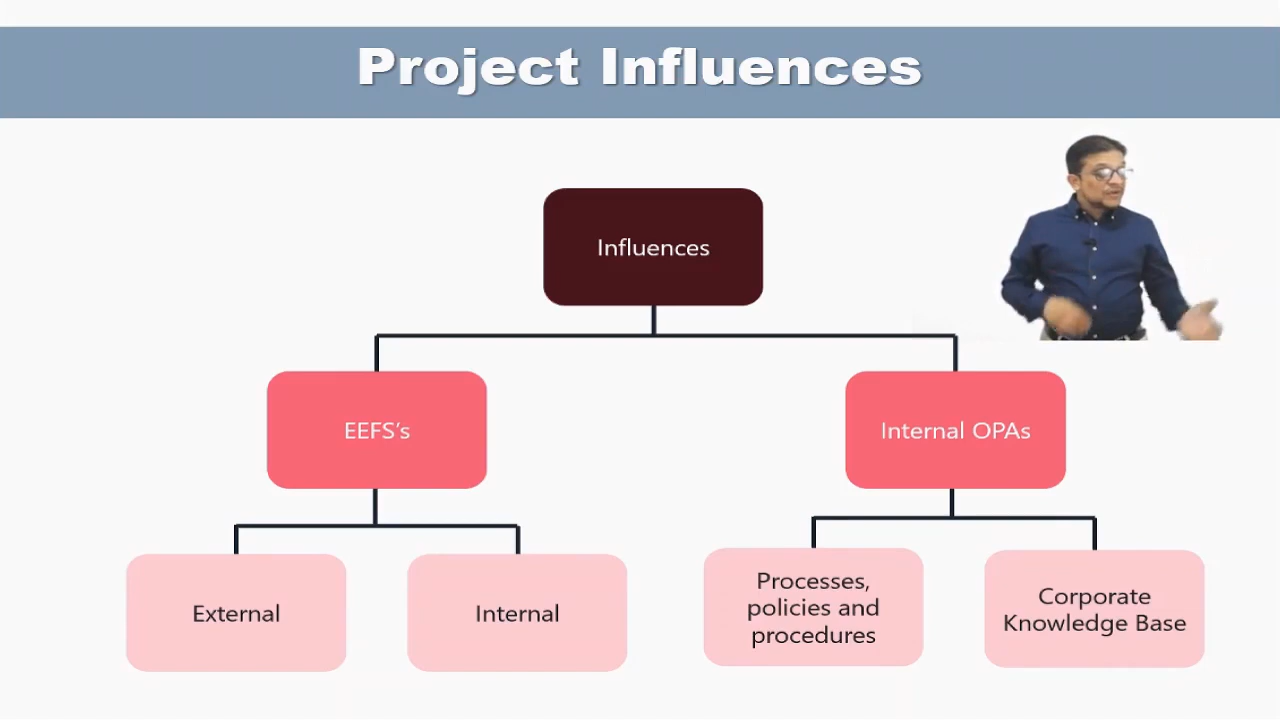 Project Influences
Influences
EEFS’s
Internal OPAs
External
Internal
Processes,
policies and
procedures
Corporate
Knowledge Base